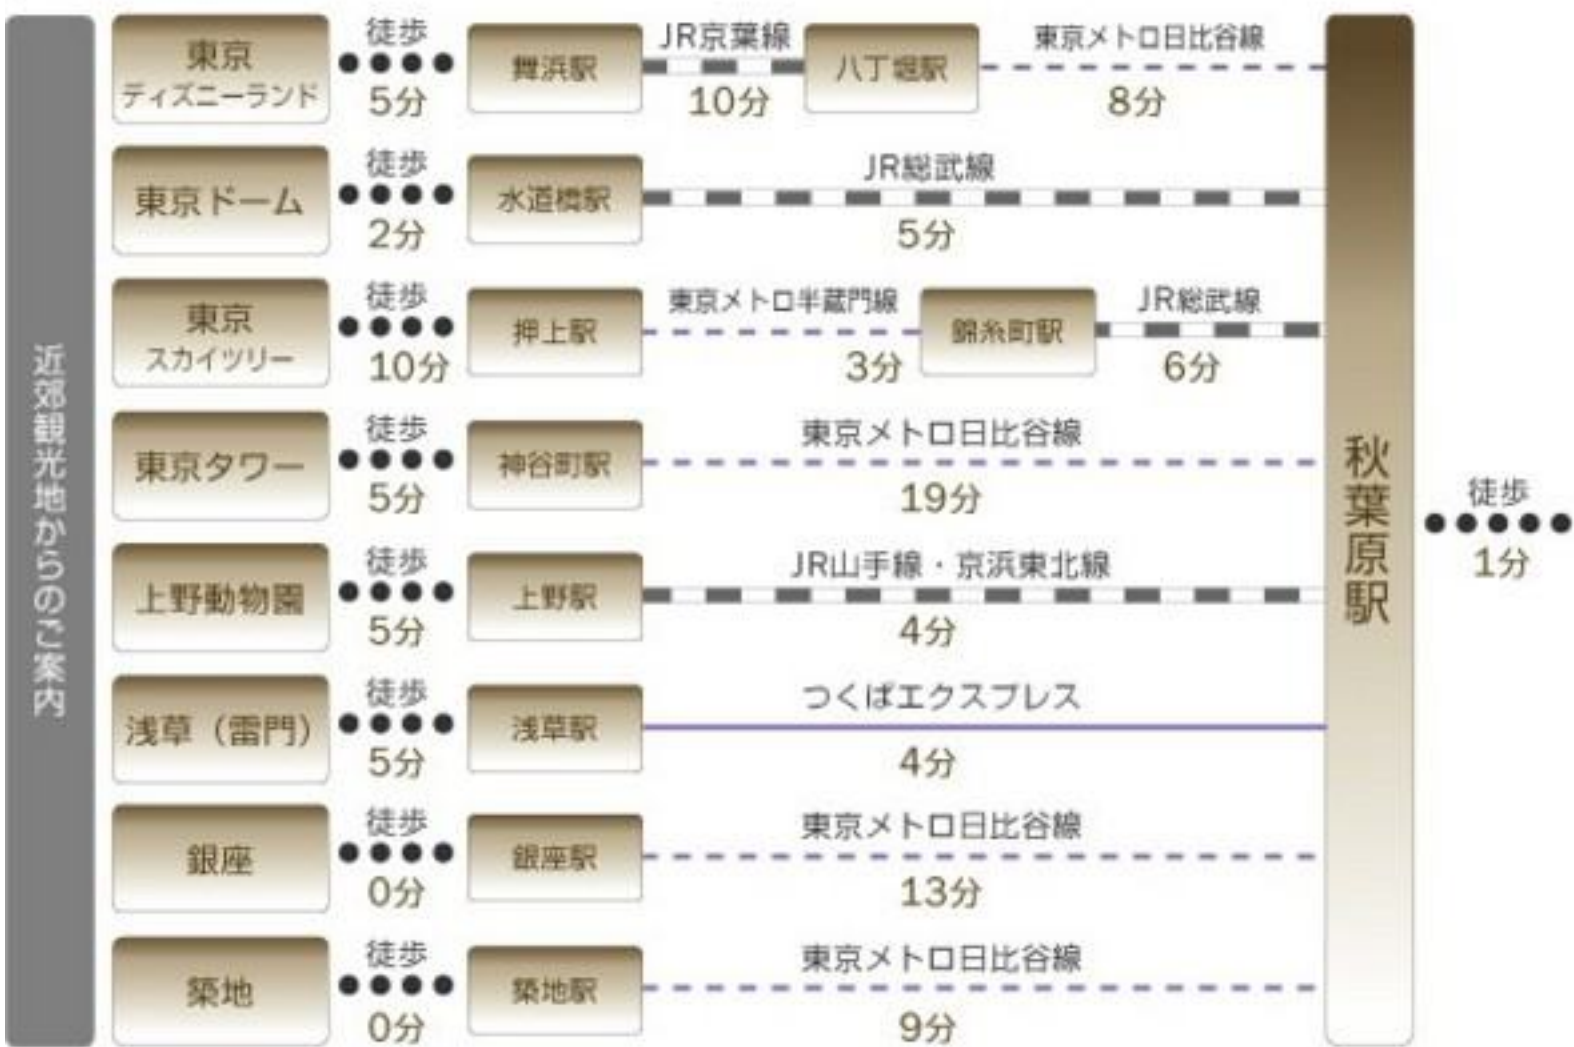 近郊観光地からのご案内
東京
ディズニーランド
徒歩
5分
舞浜駅
JR京葉線
10分
八丁堀駅
東京メトロ日比谷線
8分
東京ドーム
徒歩
2分
水道橋駅
JR総武線
5分
東京
スカイツリー
徒歩
10分
押上駅
東京メトロ半蔵門線
3分
錦糸町駅
JR総武線
6分
東京タワー
徒歩
5分
神谷町駅
東京メトロ日比谷線
19分
上野動物園
徒歩
5分
上野駅
JR山手線・京浜東北線
4分
浅草（雷門）
徒歩
5分
浅草駅
つくばエクスプレス
4分
銀座
徒歩
0分
銀座駅
東京メトロ日比谷線
13分
築地
徒歩
0分
築地駅
東京メトロ日比谷線
9分
秋葉原駅
徒歩
1分